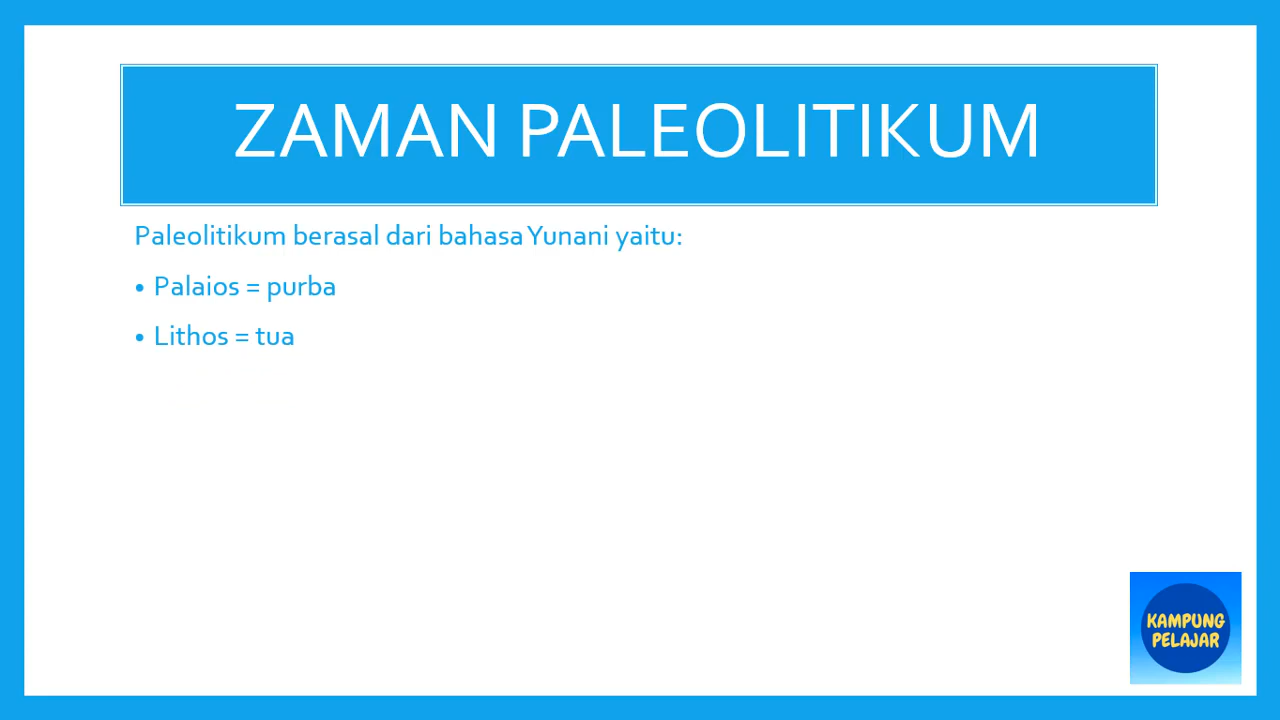 ZAMAN PALEOLITIKUM
Paleolitikum berasal dari bahasa Yunani yaitu:
• Palaios = purba
• Lithos = tua
KAMPUNG
PELAJAR